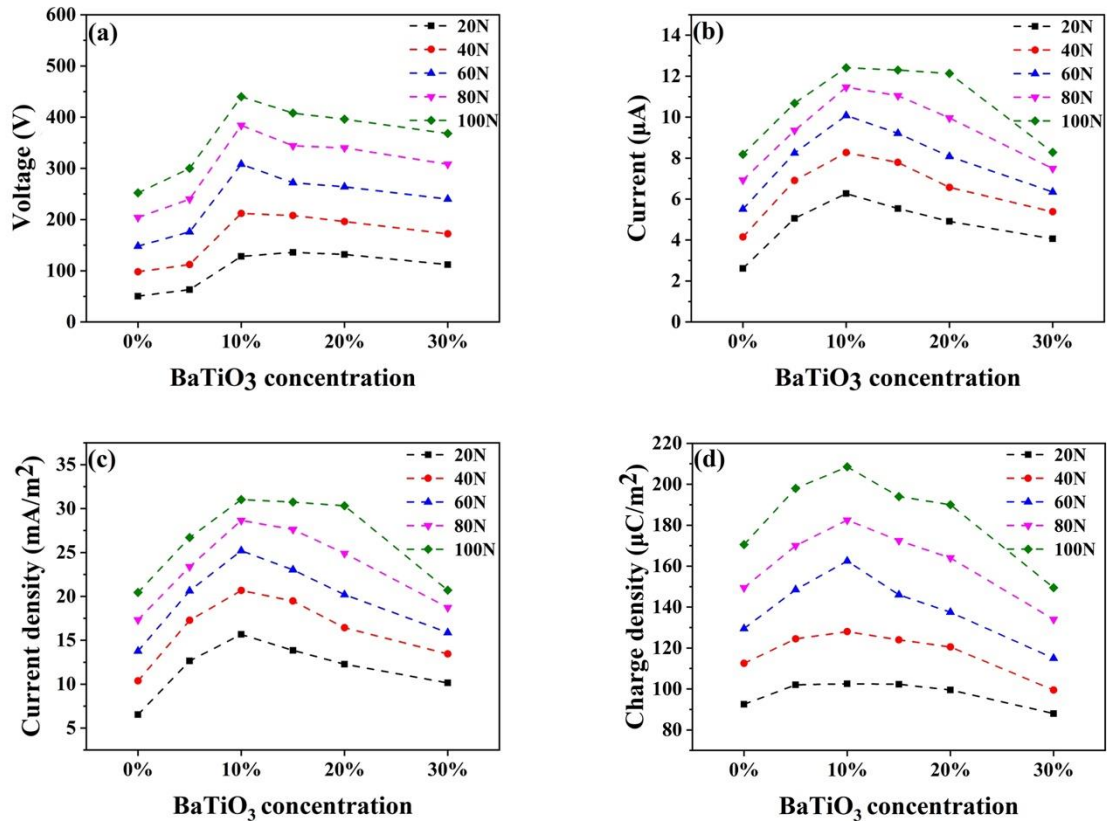 (a)
600
500
400
300
200
100
0
Voltage (V)
20N
40N
60N
80N
100N
0% 10% 20% 30%
BaTiO3 concentration
(b)
14
12
10
8
6
4
2
0
Current (μA)
20N
40N
60N
80N
100N
0% 10% 20% 30%
BaTiO3 concentration
(c)
35
30
25
20
15
10
5
Current density (mA/m²)
20N
40N
60N
80N
100N
0% 10% 20% 30%
BaTiO₃ concentration
(d)
220
200
180
160
140
120
100
80
Charge density (μC/m²)
20N
40N
60N
80N
100N
0% 10% 20% 30%
BaTiO₃ concentration